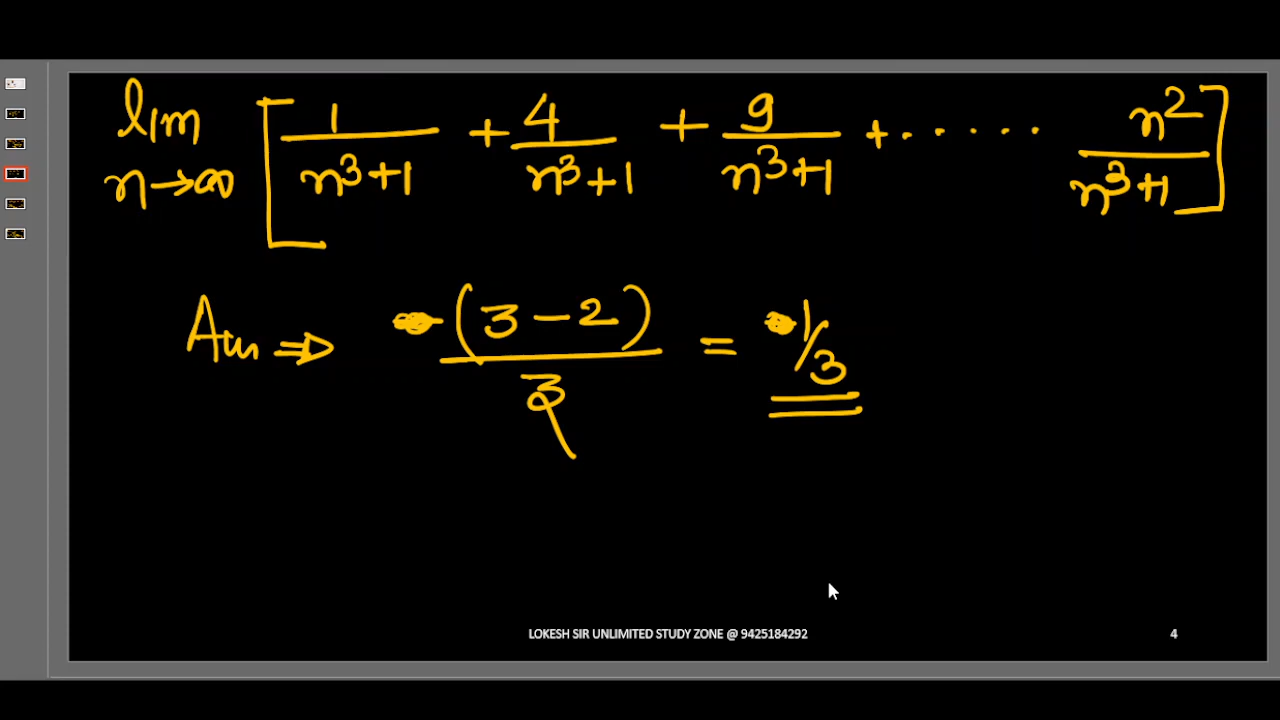 lim n→∞ [ 1/(n³+1) + 4/(n³+1) + 9/(n³+1) + ...... n²/(n³+1) ]
Ans ⇒ (3-2)/3 = 1/3
LOKESH SIR UNLIMITED STUDY ZONE @ 9425184292 4